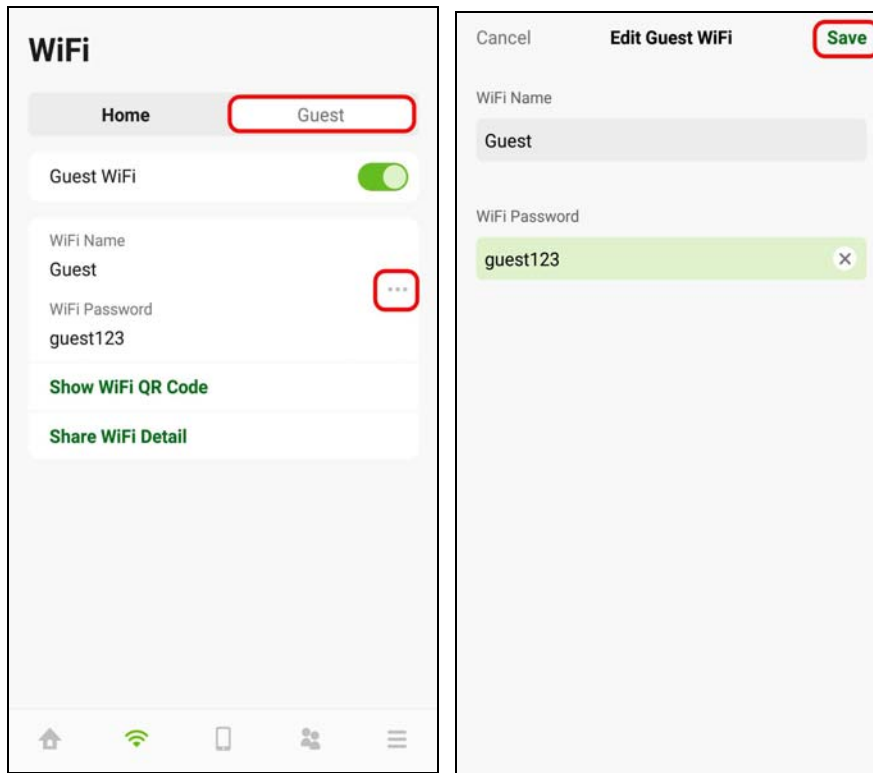 WiFi
Home Guest
Guest WiFi
WiFi Name
Guest
WiFi Password
guest123
Show WiFi QR Code
Share WiFi Detail
Cancel Edit Guest WiFi Save
WiFi Name
Guest
WiFi Password
guest123